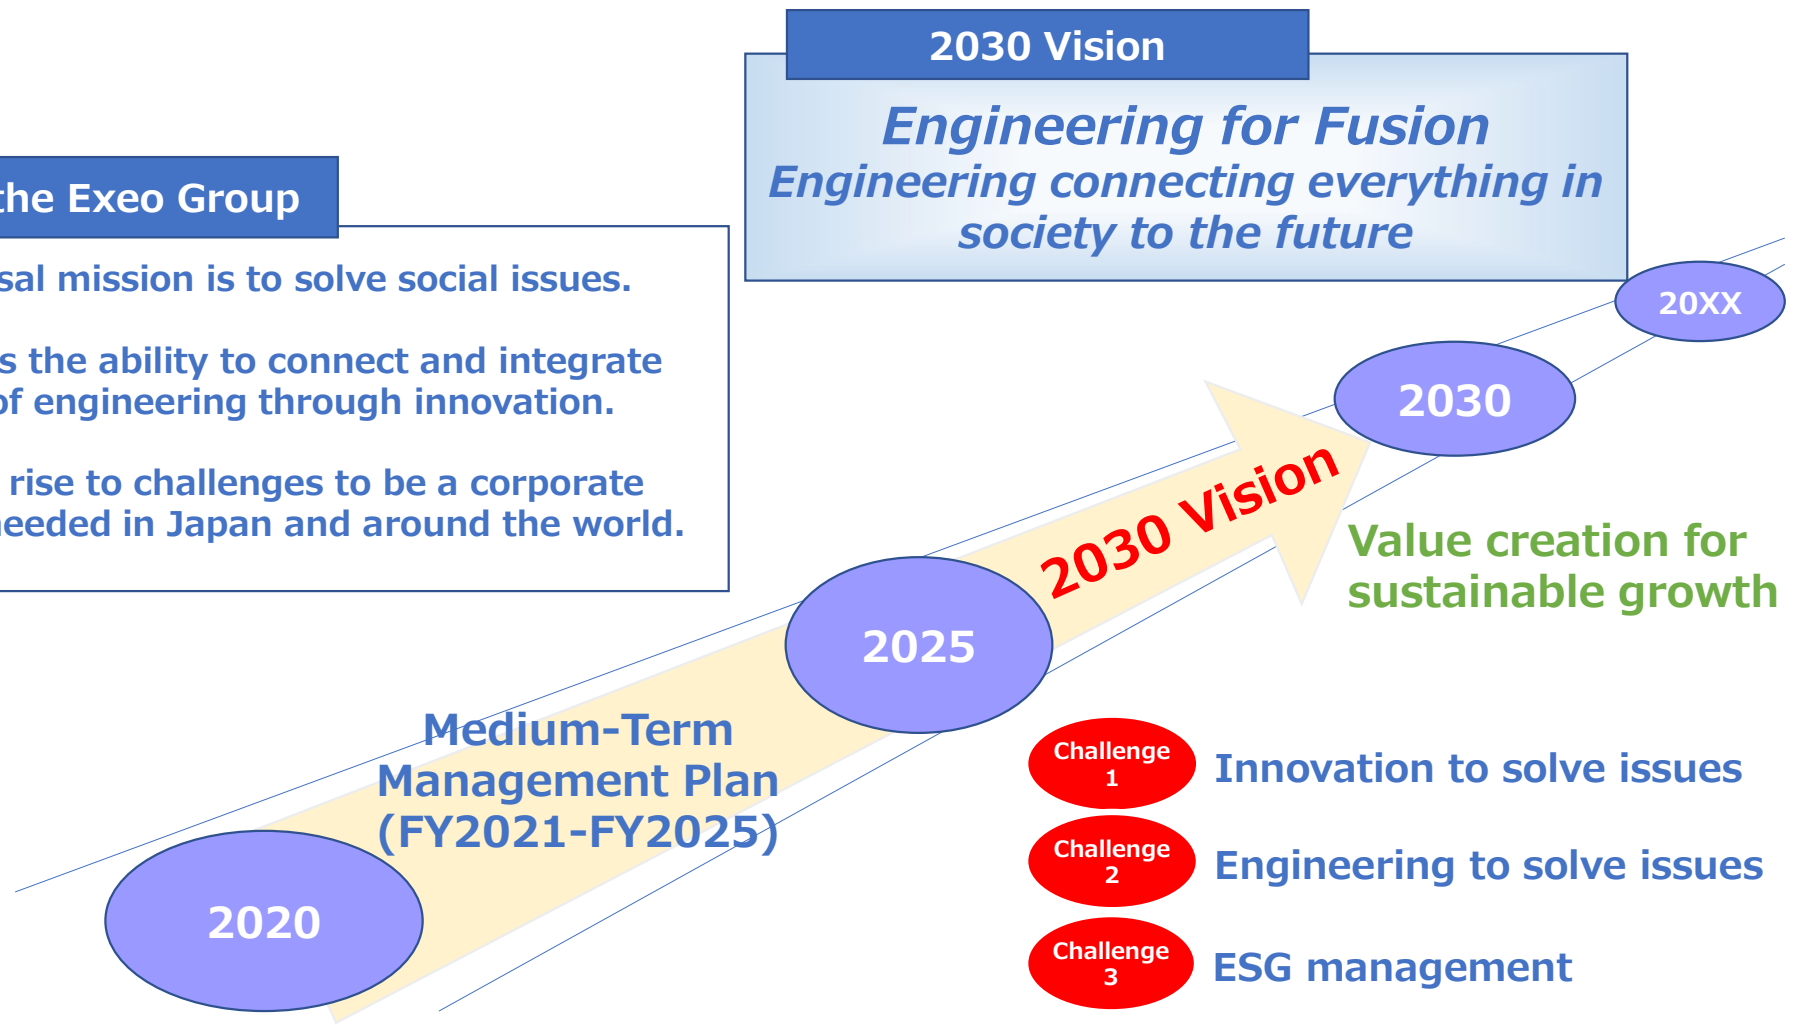 2030 Vision
Engineering for Fusion
Engineering connecting everything in
society to the future
the Exeo Group
mission is to solve social issues.
the ability to connect and integrate
of engineering through innovation.
rise to challenges to be a corporate
needed in Japan and around the world.
20XX
2030
2030 Vision
Value creation for
sustainable growth
2025
Medium-Term
Management Plan
(FY2021-FY2025)
2020
Challenge
1
Innovation to solve issues
Challenge
2
Engineering to solve issues
Challenge
3
ESG management